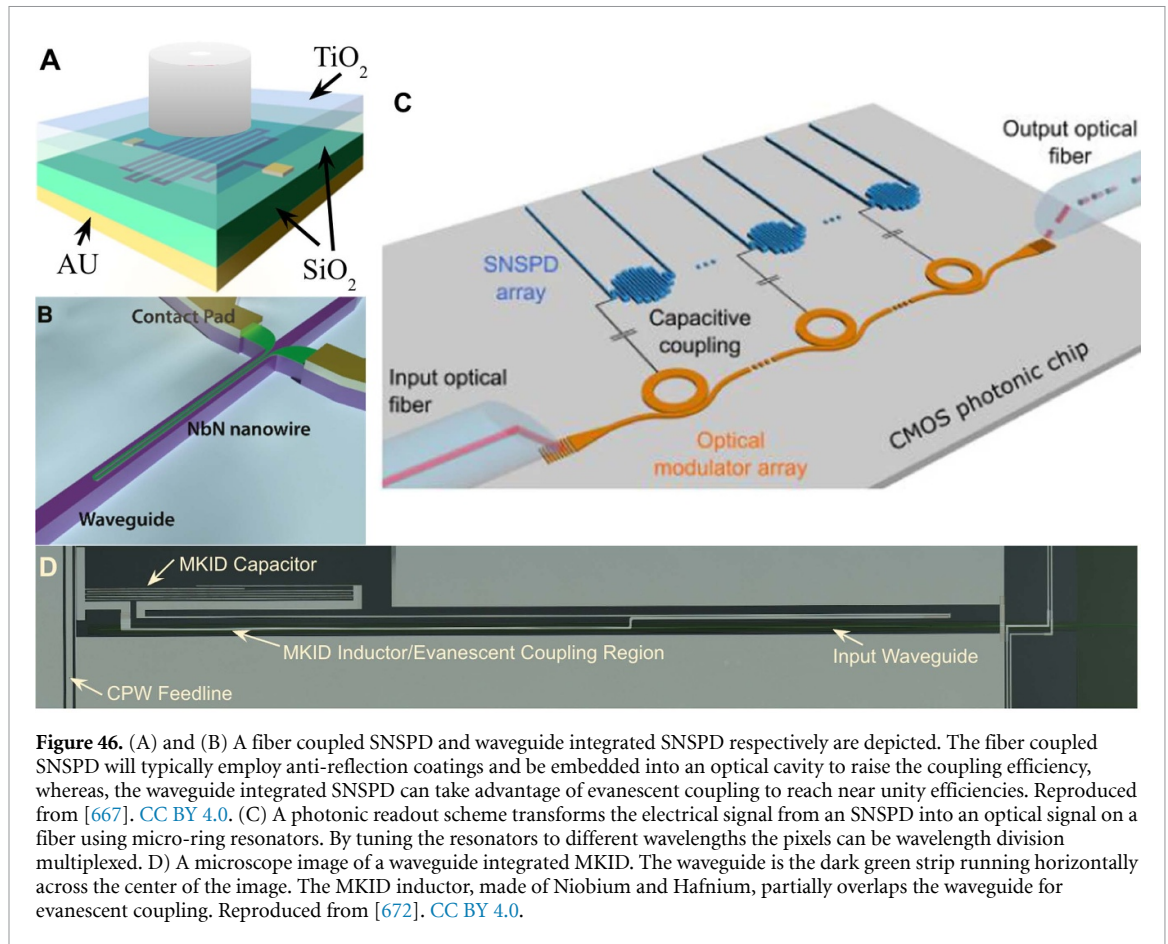 A
TiO2
AU
SiO2
B
Contact Pad
NbN nanowire
Waveguide
C
Output optical
fiber
SNSPD
array
Capacitive
coupling
Input optical
fiber
Optical
modulator array
CMOS photonic chip
D
MKID Capacitor
MKID Inductor/Evanescent Coupling Region
Input Waveguide
CPW Feedline
Figure 46. (A) and (B) A fiber coupled SNSPD and waveguide integrated SNSPD respectively are depicted. The fiber coupled
SNSPD will typically employ anti-reflection coatings and be embedded into an optical cavity to raise the coupling efficiency,
whereas, the waveguide integrated SNSPD can take advantage of evanescent coupling to reach near unity efficiencies. Reproduced
from [667]. CC BY 4.0. (C) A photonic readout scheme transforms the electrical signal from an SNSPD into an optical signal on a
fiber using micro-ring resonators. By tuning the resonators to different wavelengths the pixels can be wavelength division
multiplexed. D) A microscope image of a waveguide integrated MKID. The waveguide is the dark green strip running horizontally
across the center of the image. The MKID inductor, made of Niobium and Hafnium, partially overlaps the waveguide for
evanescent coupling. Reproduced from [672]. CC BY 4.0.